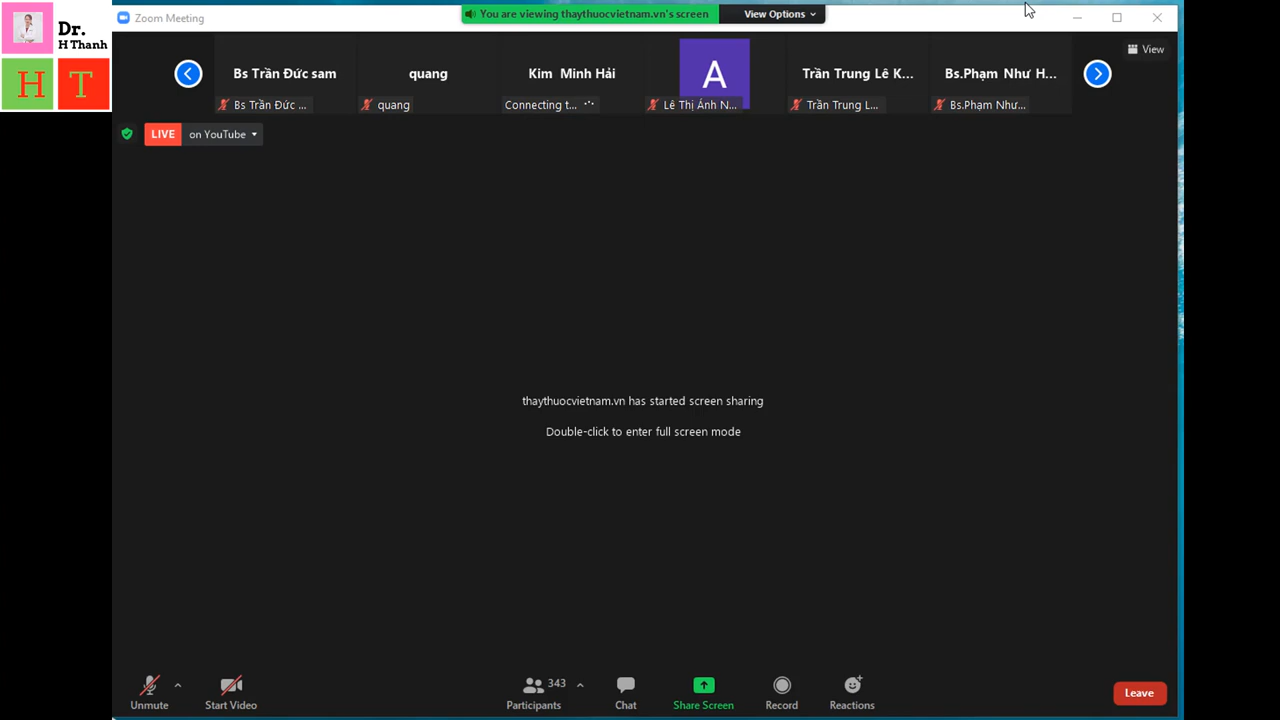 Dr.
H Thanh
H T
Zoom Meeting
You are viewing thaythuocvietnam.vn's screen
View Options
View
Bs Trần Đức sam
quang
Kim Minh Hải
A
Trần Trung Lê K...
Bs.Phạm Như H...
Bs Trần Đức ...
quang
Connecting t...
Lê Thị Ánh N...
Trần Trung L...
Bs.Phạm Như...
LIVE
on YouTube
thaythuocvietnam.vn has started screen sharing
Double-click to enter full screen mode
343
Unmute
Start Video
Participants
Chat
Share Screen
Record
Reactions
Leave